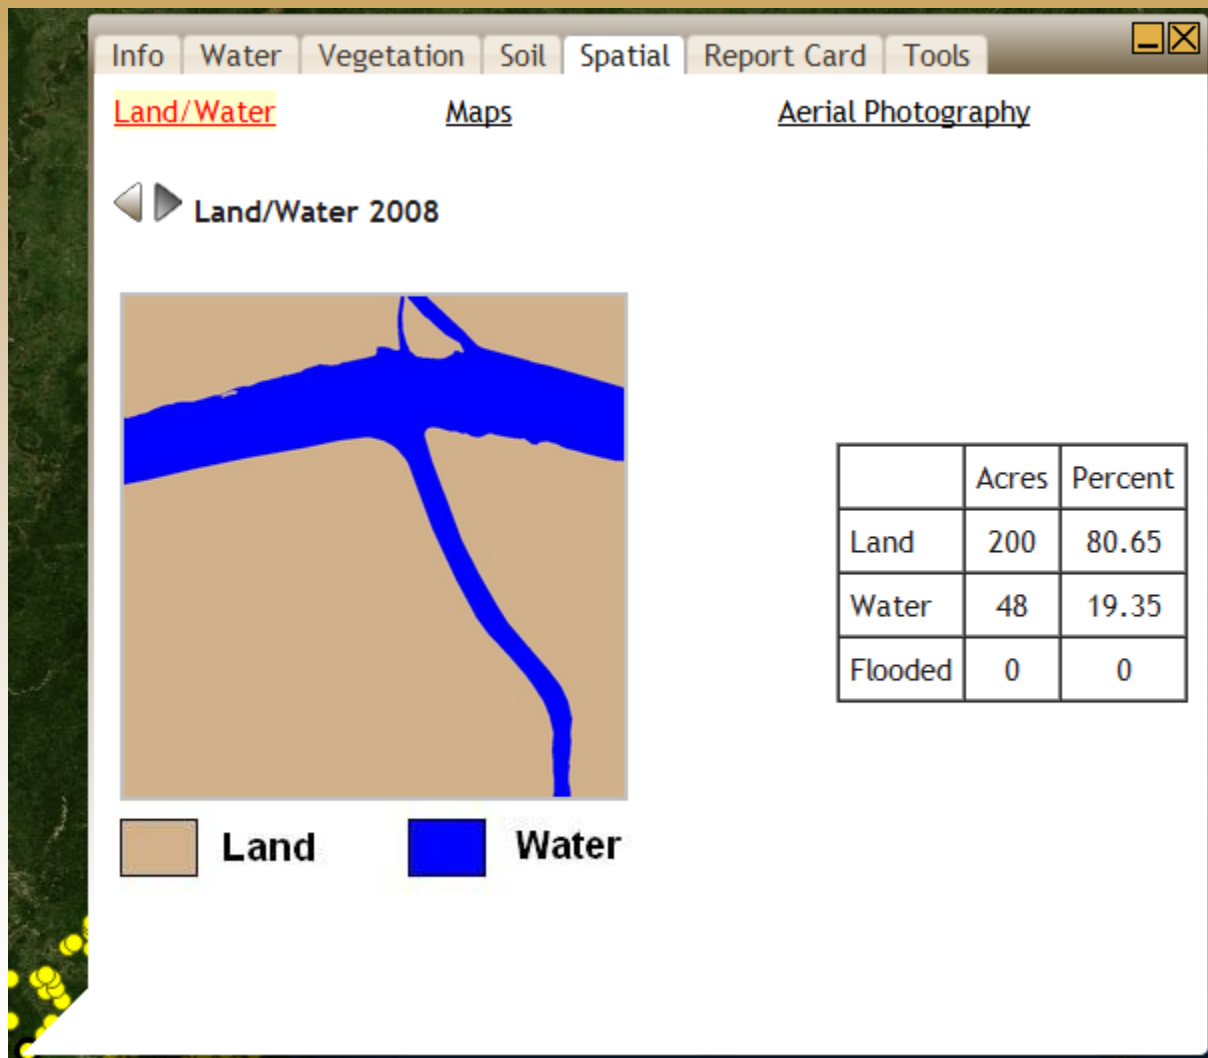 Info Water Vegetation Soil Spatial Report Card Tools
Land/Water Maps Aerial Photography
Land/Water 2008
Acres Percent
Land 200 80.65
Water 48 19.35
Flooded 0 0
Land Water